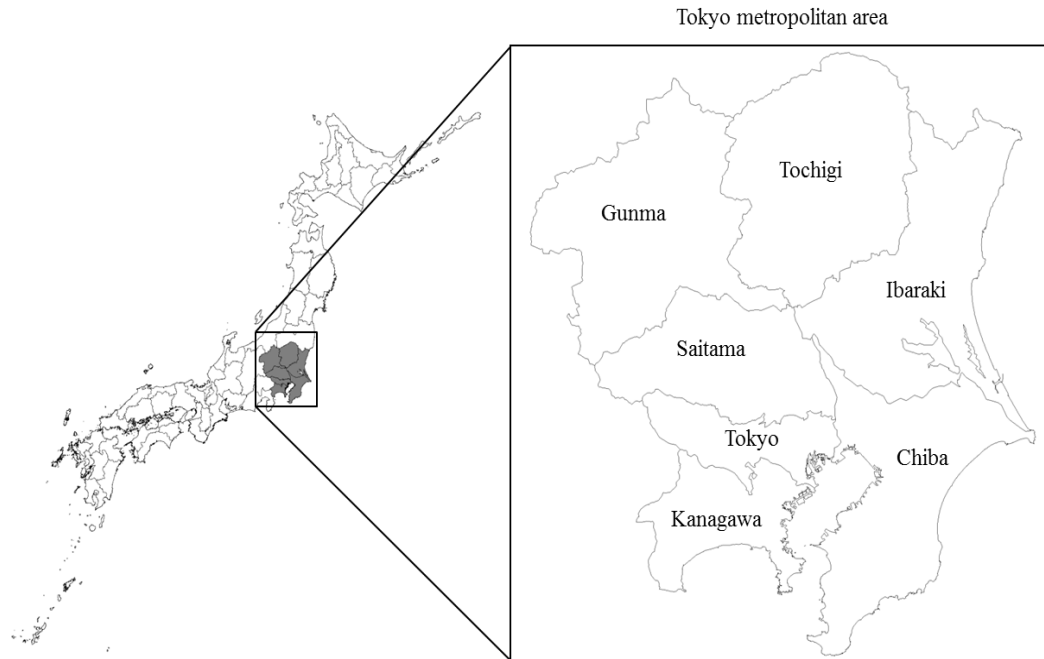 Tokyo metropolitan area
Tochigi
Gunma
Ibaraki
Saitama
Tokyo
Chiba
Kanagawa